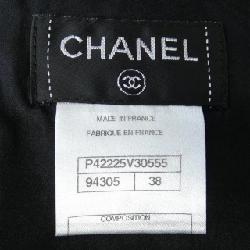 CHANEL
MADE IN FRANCE
FABRIQUE EN FRANCE
P42225V30555
94305 38
COMPOSITION